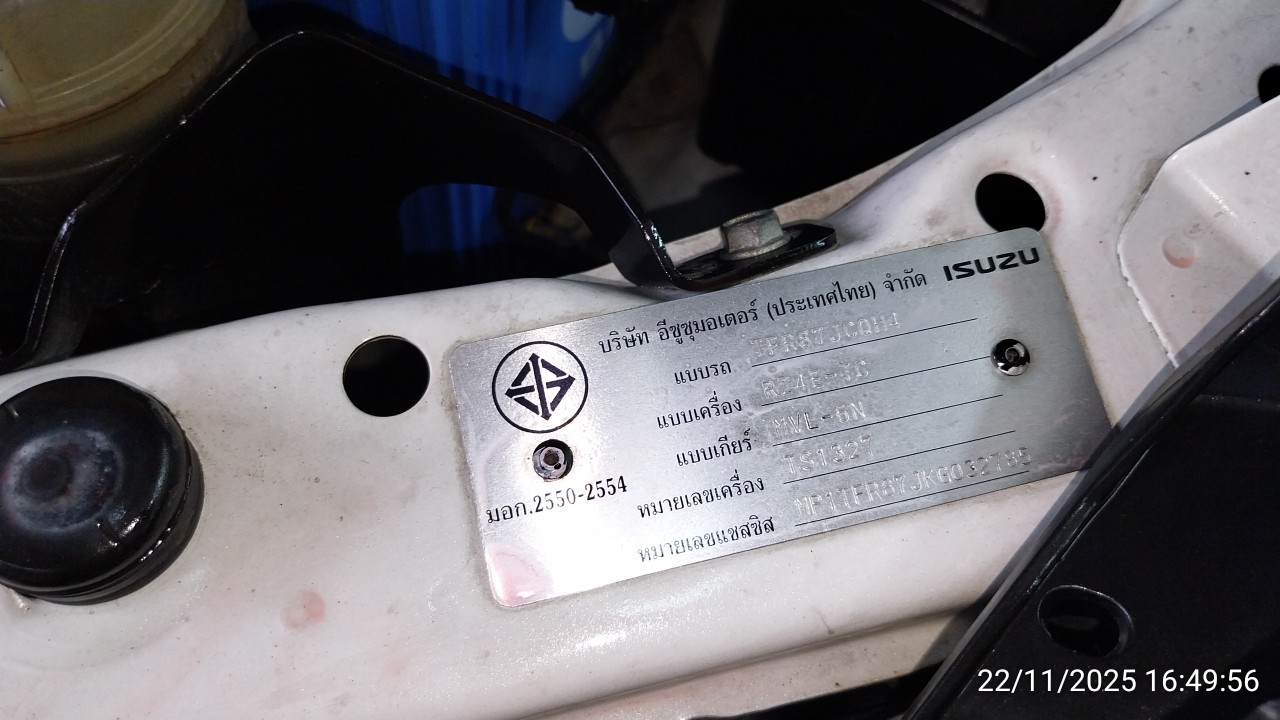 ISUZU
บริษัท อีซูซุมอเตอร์ (ประเทศไทย) จำกัด
แบบรถ TFR87JCQH4
แบบเครื่อง
แบบเกียร์ MVL-6N
หมายเลขเครื่อง TS1327
หมายเลขแชสซิส
มอก.2550-2554
22/11/2025 16:49:56